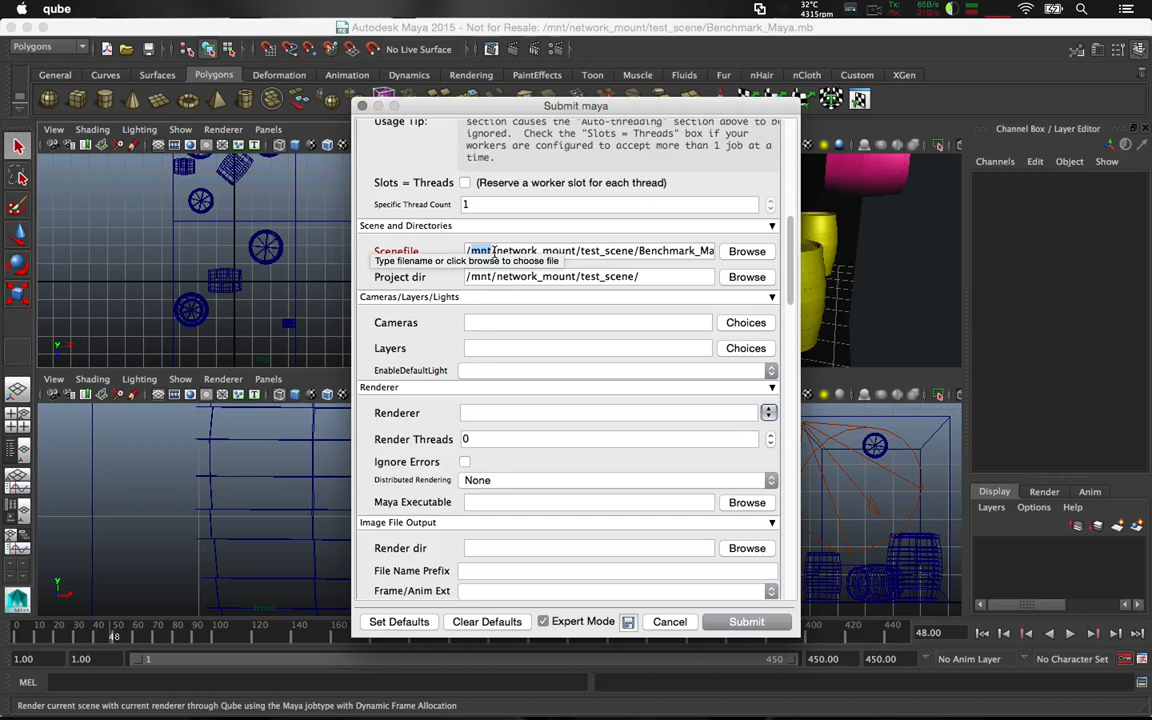 qube
32°C
4315rpm
Tx: 65B/s
Rx: 21B/s
Autodesk Maya 2015 - Not for Resale: /mnt/network_mount/test_scene/Benchmark_Maya.mb
Polygons
No Live Surface
General Curves Surfaces Polygons Deformation Animation Dynamics Rendering PaintEffects Toon Muscle Fluids Fur nHair nCloth Custom XGen
Submit maya
View Shading Lighting Show Renderer Panels
Channel Box / Layer Editor
Channels Edit Object Show
Usage Tip:
section causes the "Auto-threading" section above to be
ignored. Check the "Slots = Threads" box if your
workers are configured to accept more than 1 job at a
time.
Slots = Threads (Reserve a worker slot for each thread)
Specific Thread Count 1
Scene and Directories
Scenefile /mnt/network_mount/test_scene/Benchmark_Ma Browse
Type filename or click browse to choose file
Project dir /mnt/network_mount/test_scene/ Browse
Cameras/Layers/Lights
Cameras Choices
Layers Choices
EnableDefaultLight
Renderer
Renderer
Render Threads 0
Ignore Errors
Distributed Rendering None
Maya Executable Browse
Image File Output
Render dir Browse
File Name Prefix
Frame/Anim Ext
Set Defaults Clear Defaults Expert Mode Cancel Submit
top
View Shading Lighting Show Renderer Panels
front
Display Render Anim
Layers Options Help
0 20 40 48 60 80 100 120 140 160 420 440
48
48.00
1.00 1.00 1 450 450.00 450.00 No Anim Layer No Character Set
MEL
Render current scene with current renderer through Qube using the Maya jobtype with Dynamic Frame Allocation